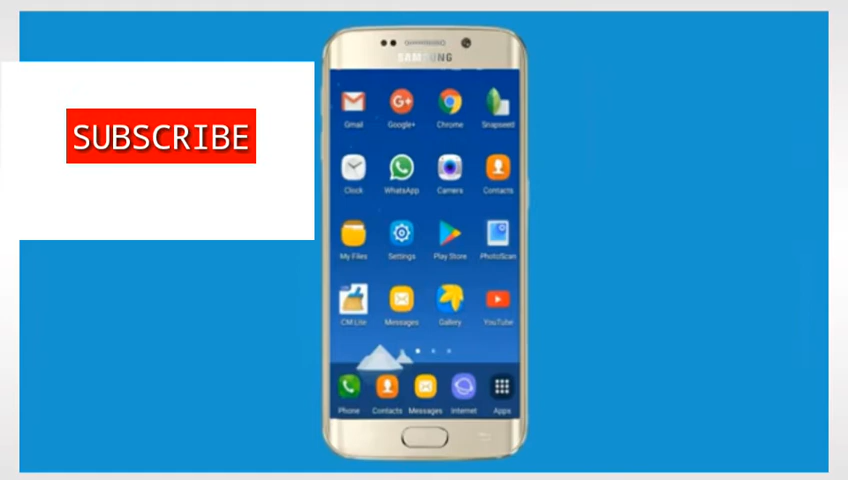 SAMSUNG
Gmail Google+ Chrome Snapseed
SUBSCRIBE
Clock WhatsApp Camera Contacts
My Files Settings Play Store PhotoScan
CM Lite Messages Gallery YouTube
Phone Contacts Messages Internet Apps